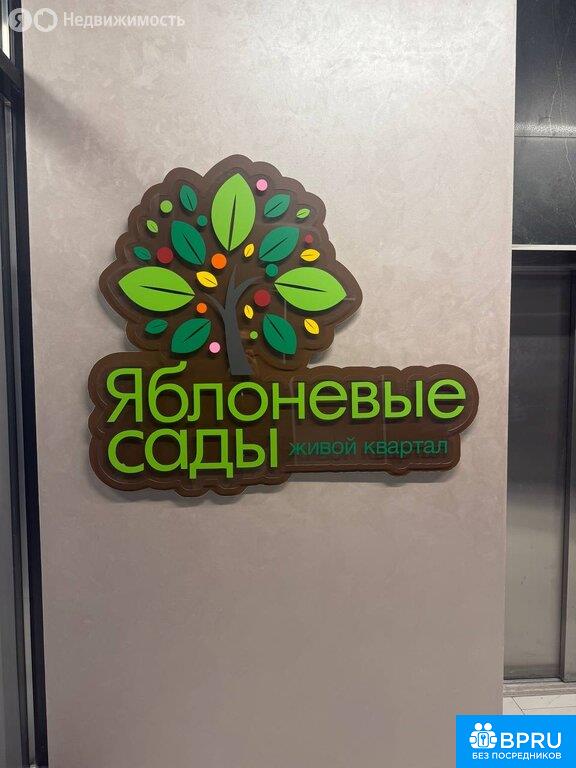 Я Недвижимость
Яблоневые
сады живой квартал
BPRU
БЕЗ ПОСРЕДНИКОВ